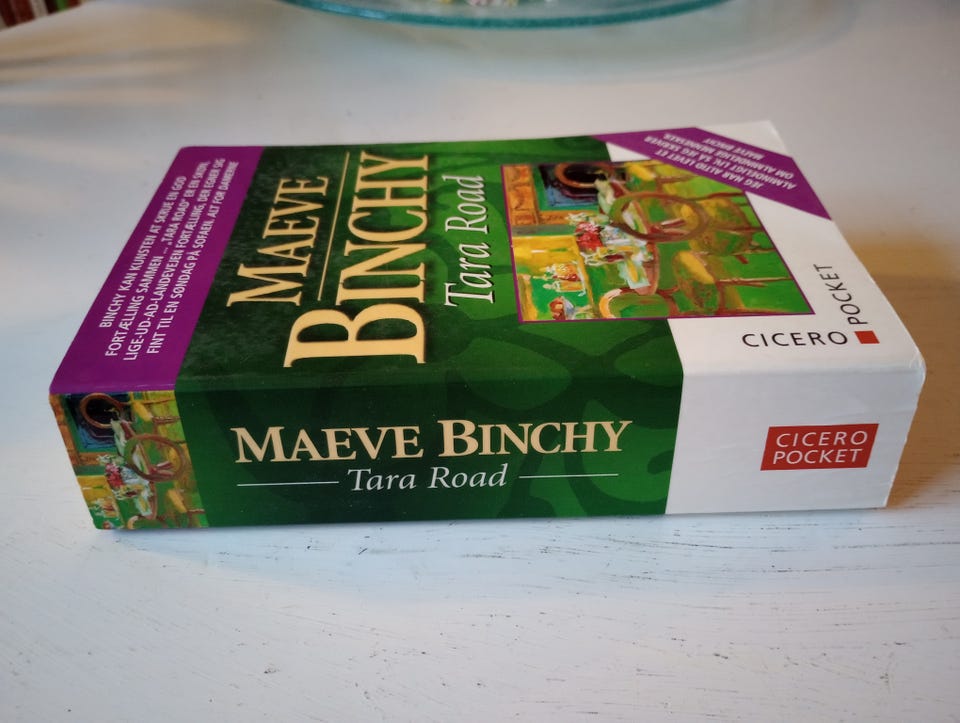 BINCHY KAN KUNSTEN AT SKRUE EN GOD
FORTÆLLING SAMMEN ... „TARA ROAD“ ER EN SKØN,
LIGE-UD-AD-LANDEVEJEN FORTÆLLING, DER EGNER SIG
FINT TIL EN SØNDAG PÅ SOFAEN. ALT FOR DAMERNE
MAEVE
BINCHY
Tara Road
JEG HAR ALTID LEVET ET
ALMINDELIGT LIV, SÅ JEG SKRIVER
OM ALMINDELIGE MENNESKER.
MAEVE BINCHY
CICERO POCKET
MAEVE BINCHY
Tara Road
CICERO
POCKET